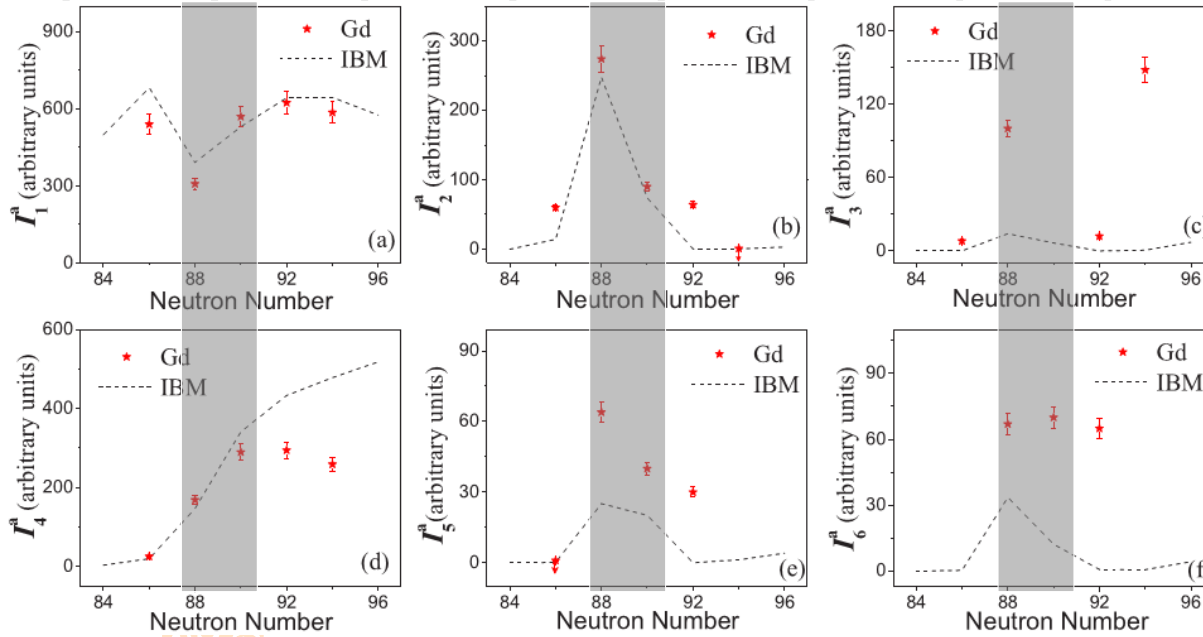 900
600
300
0
I₁ᵃ (arbitrary units)
Gd
IBM
(a)
84 88 92 96
Neutron Number
300
200
100
0
I₂ᵃ (arbitrary units)
Gd
IBM
(b)
84 88 92 96
Neutron Number
180
120
60
0
I₃ᵃ (arbitrary units)
Gd
IBM
(c
84 88 92 96
Neutron Number
600
400
200
0
I₄ᵃ (arbitrary units)
Gd
IBM
(d)
84 88 92 96
Neutron Number
90
60
30
0
I₅ᵃ (arbitrary units)
Gd
IBM
(e)
84 88 92 96
Neutron Number
90
60
30
0
I₆ᵃ (arbitrary units)
Gd
IBM
(f)
84 88 92 96
Neutron Number